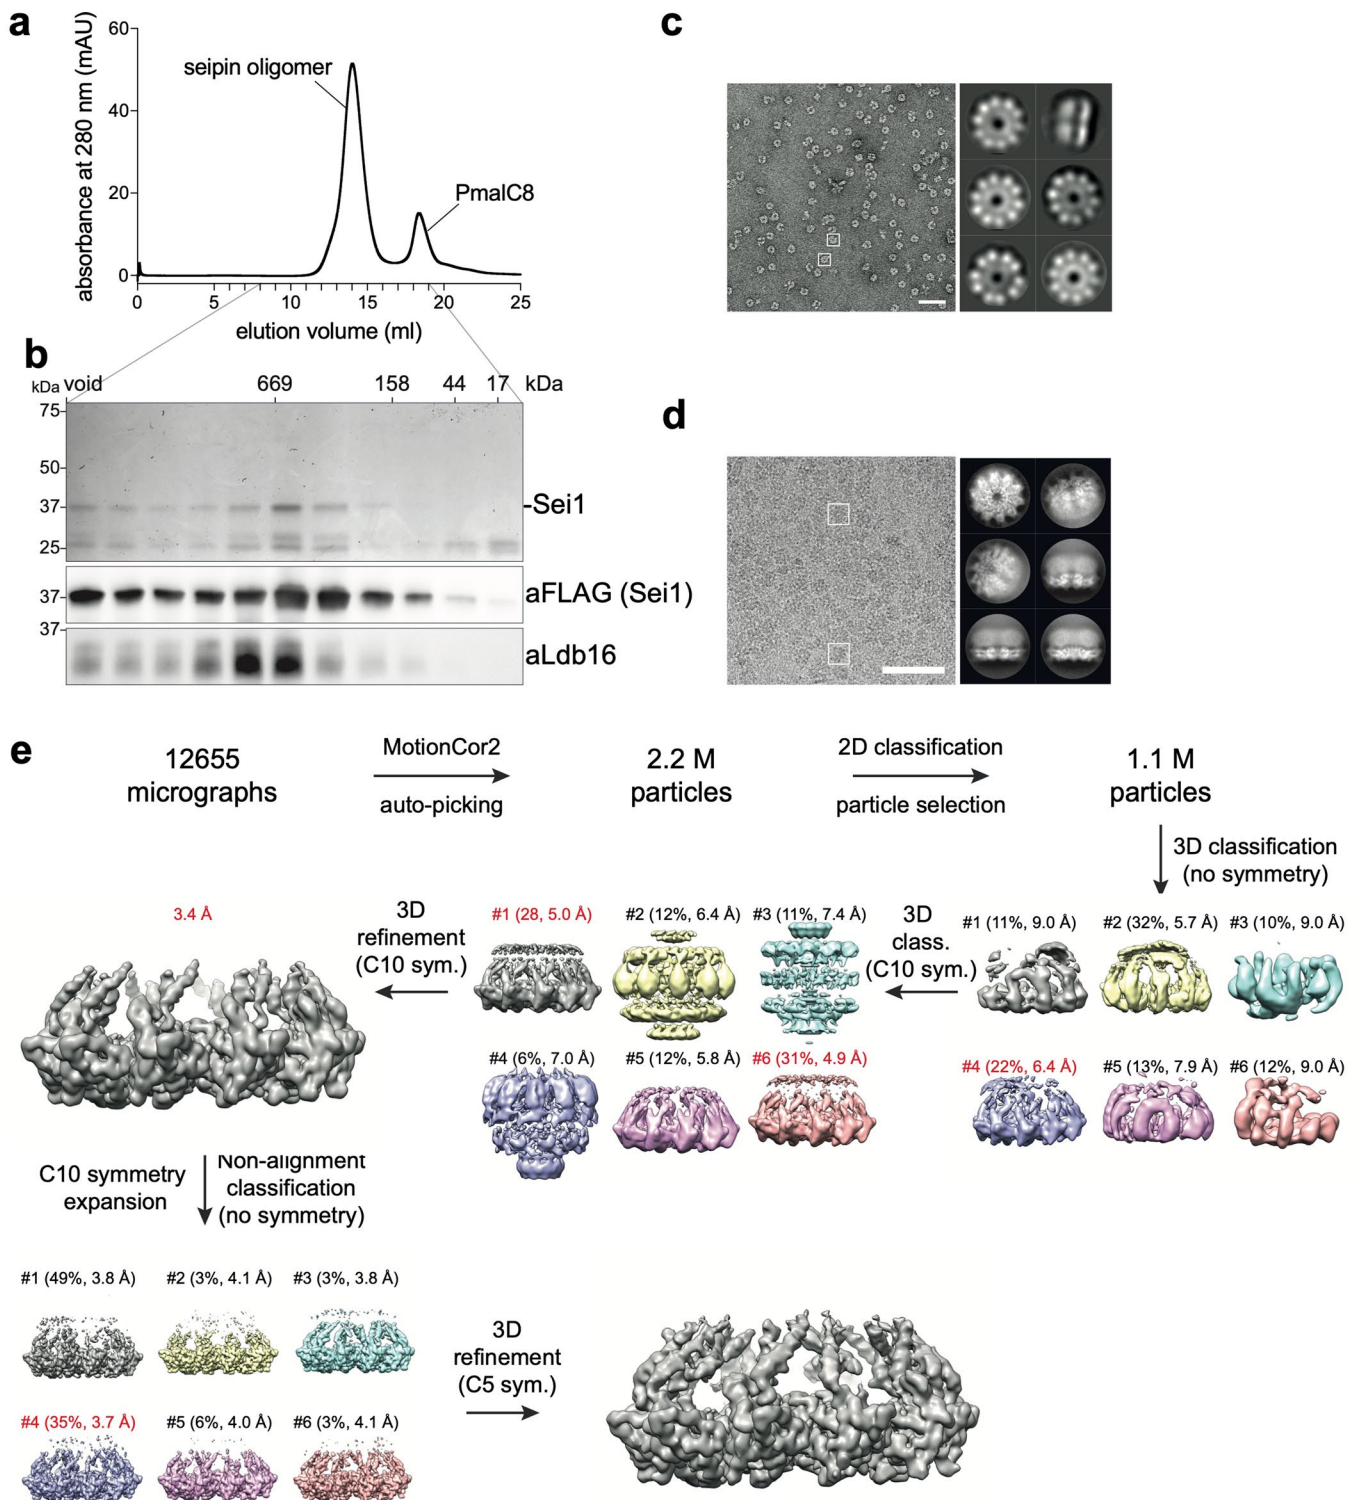 a
absorbance at 280 nm (mAU)
60
40
20
0
seipin oligomer
PmalC8
0 5 10 15 20 25
elution volume (ml)
b
kDa void 669 158 44 17 kDa
75
50
37
25
-Sei1
37
aFLAG (Sei1)
37
aLdb16
c
d
e
12655
micrographs
MotionCor2
auto-picking
2.2 M
particles
2D classification
particle selection
1.1 M
particles
3D classification
(no symmetry)
#1 (11%, 9.0 Å) #2 (32%, 5.7 Å) #3 (10%, 9.0 Å)
#4 (22%, 6.4 Å) #5 (13%, 7.9 Å) #6 (12%, 9.0 Å)
3D
class.
(C10 sym.)
#1 (28, 5.0 Å) #2 (12%, 6.4 Å) #3 (11%, 7.4 Å)
#4 (6%, 7.0 Å) #5 (12%, 5.8 Å) #6 (31%, 4.9 Å)
3D
refinement
(C10 sym.)
3.4 Å
C10 symmetry
expansion
Non-alignment
classification
(no symmetry)
#1 (49%, 3.8 Å) #2 (3%, 4.1 Å) #3 (3%, 3.8 Å)
#4 (35%, 3.7 Å) #5 (6%, 4.0 Å) #6 (3%, 4.1 Å)
3D
refinement
(C5 sym.)